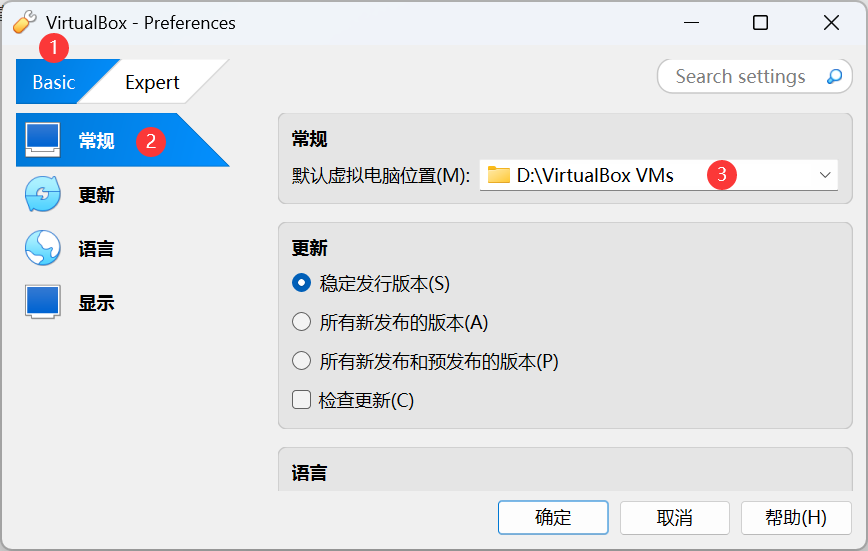 VirtualBox - Preferences
1
Basic
Expert
Search settings
常规 2
更新
语言
显示
常规
默认虚拟电脑位置(M): D:\VirtualBox VMs 3
更新
稳定发行版本(S)
所有新发布的版本(A)
所有新发布和预发布的版本(P)
检查更新(C)
语言
确定
取消
帮助(H)